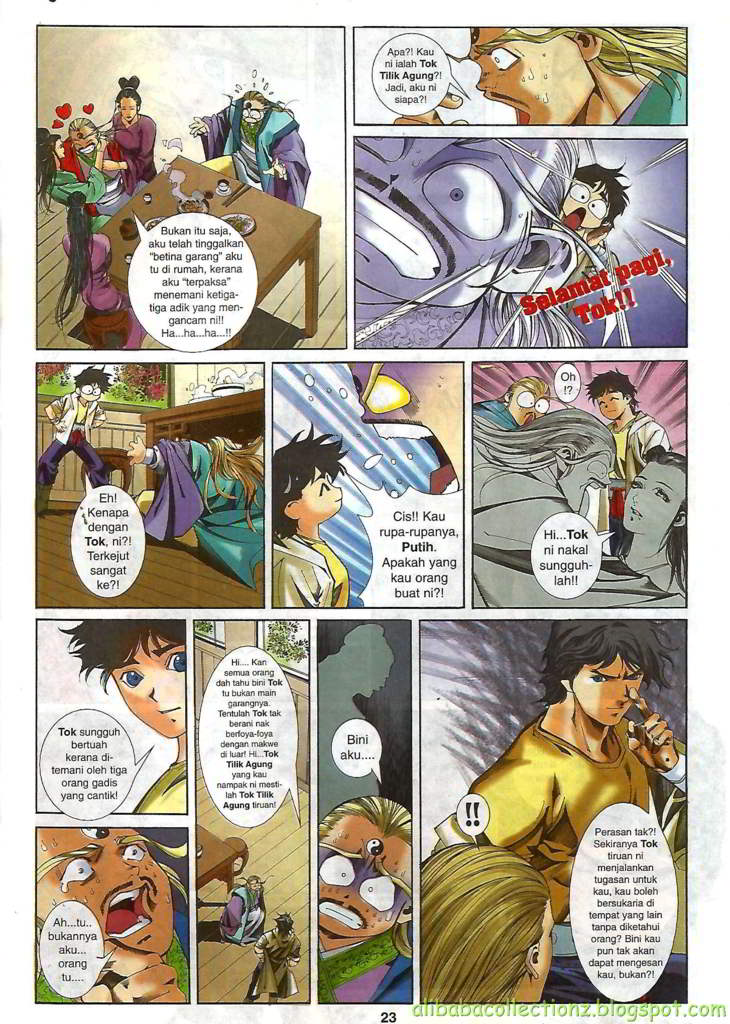 Bukan itu saja,
aku telah tinggalkan
"betina garang" aku
tu di rumah, kerana
aku "terpaksa"
menemani ketiga-
tiga adik yang men-
gancam ni!!
Ha...ha...ha...!!
Apa?! Kau
ni ialah Tok
Tilik Agung?!
Jadi, aku ni
siapa?!
Selamat pagi,
Tok!!
Eh!
Kenapa
dengan
Tok, ni?!
Terkejut
sangat
ke?!
Cis!! Kau
rupa-rupanya,
Putih.
Apakah yang
kau orang
buat ni?!
Oh
!?
Hi...Tok
ni nakal
sungguh-
lah!!
Tok sungguh
bertuah
kerana di-
temani oleh tiga
orang gadis
yang cantik!
Ah...tu..
bukannya
aku...
orang
tu....
Hi.... Kan
semua orang
dah tahu bini Tok
tu bukan main
garangnya.
Tentulah Tok tak
berani nak
berfoya-foya
dengan makwe
di luar! Hi...Tok
Tilik Agung
yang kau
nampak ni mesti-
lah Tok Tilik
Agung tiruan!
Bini
aku....
!!
Perasan tak?!
Sekiranya Tok
tiruan ni
menjalankan
tugasan untuk
kau, kau boleh
bersukaria di
tempat yang lain
tanpa diketahui
orang? Bini kau
pun tak akan
dapat mengesan
kau, bukan?!
23
alibabacollectionz.blogspot.com